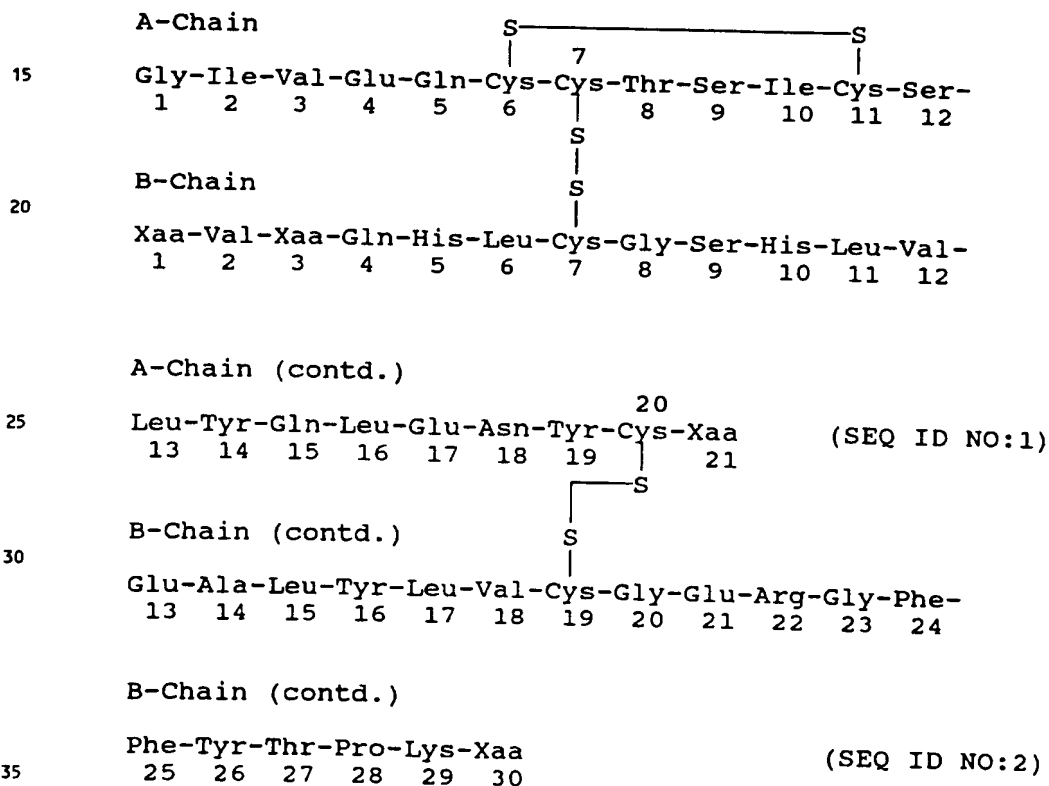 A-Chain
S S
7
15 Gly-Ile-Val-Glu-Gln-Cys-Cys-Thr-Ser-Ile-Cys-Ser-
1 2 3 4 5 6 8 9 10 11 12
S
S
B-Chain
20
Xaa-Val-Xaa-Gln-His-Leu-Cys-Gly-Ser-His-Leu-Val-
1 2 3 4 5 6 7 8 9 10 11 12
A-Chain (contd.)
20
25 Leu-Tyr-Gln-Leu-Glu-Asn-Tyr-Cys-Xaa (SEQ ID NO:1)
13 14 15 16 17 18 19 21
S
S
B-Chain (contd.)
30
Glu-Ala-Leu-Tyr-Leu-Val-Cys-Gly-Glu-Arg-Gly-Phe-
13 14 15 16 17 18 19 20 21 22 23 24
B-Chain (contd.)
Phe-Tyr-Thr-Pro-Lys-Xaa (SEQ ID NO:2)
35 25 26 27 28 29 30